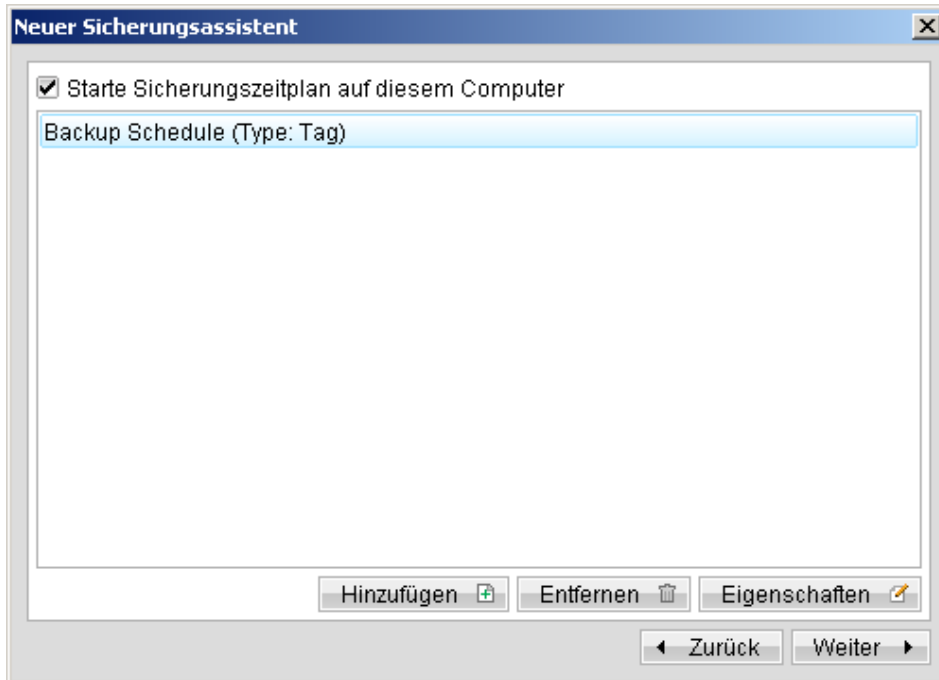 Neuer Sicherungsassistent
Starte Sicherungszeitplan auf diesem Computer
Backup Schedule (Type: Tag)
Hinzufügen Entfernen Eigenschaften
Zurück Weiter